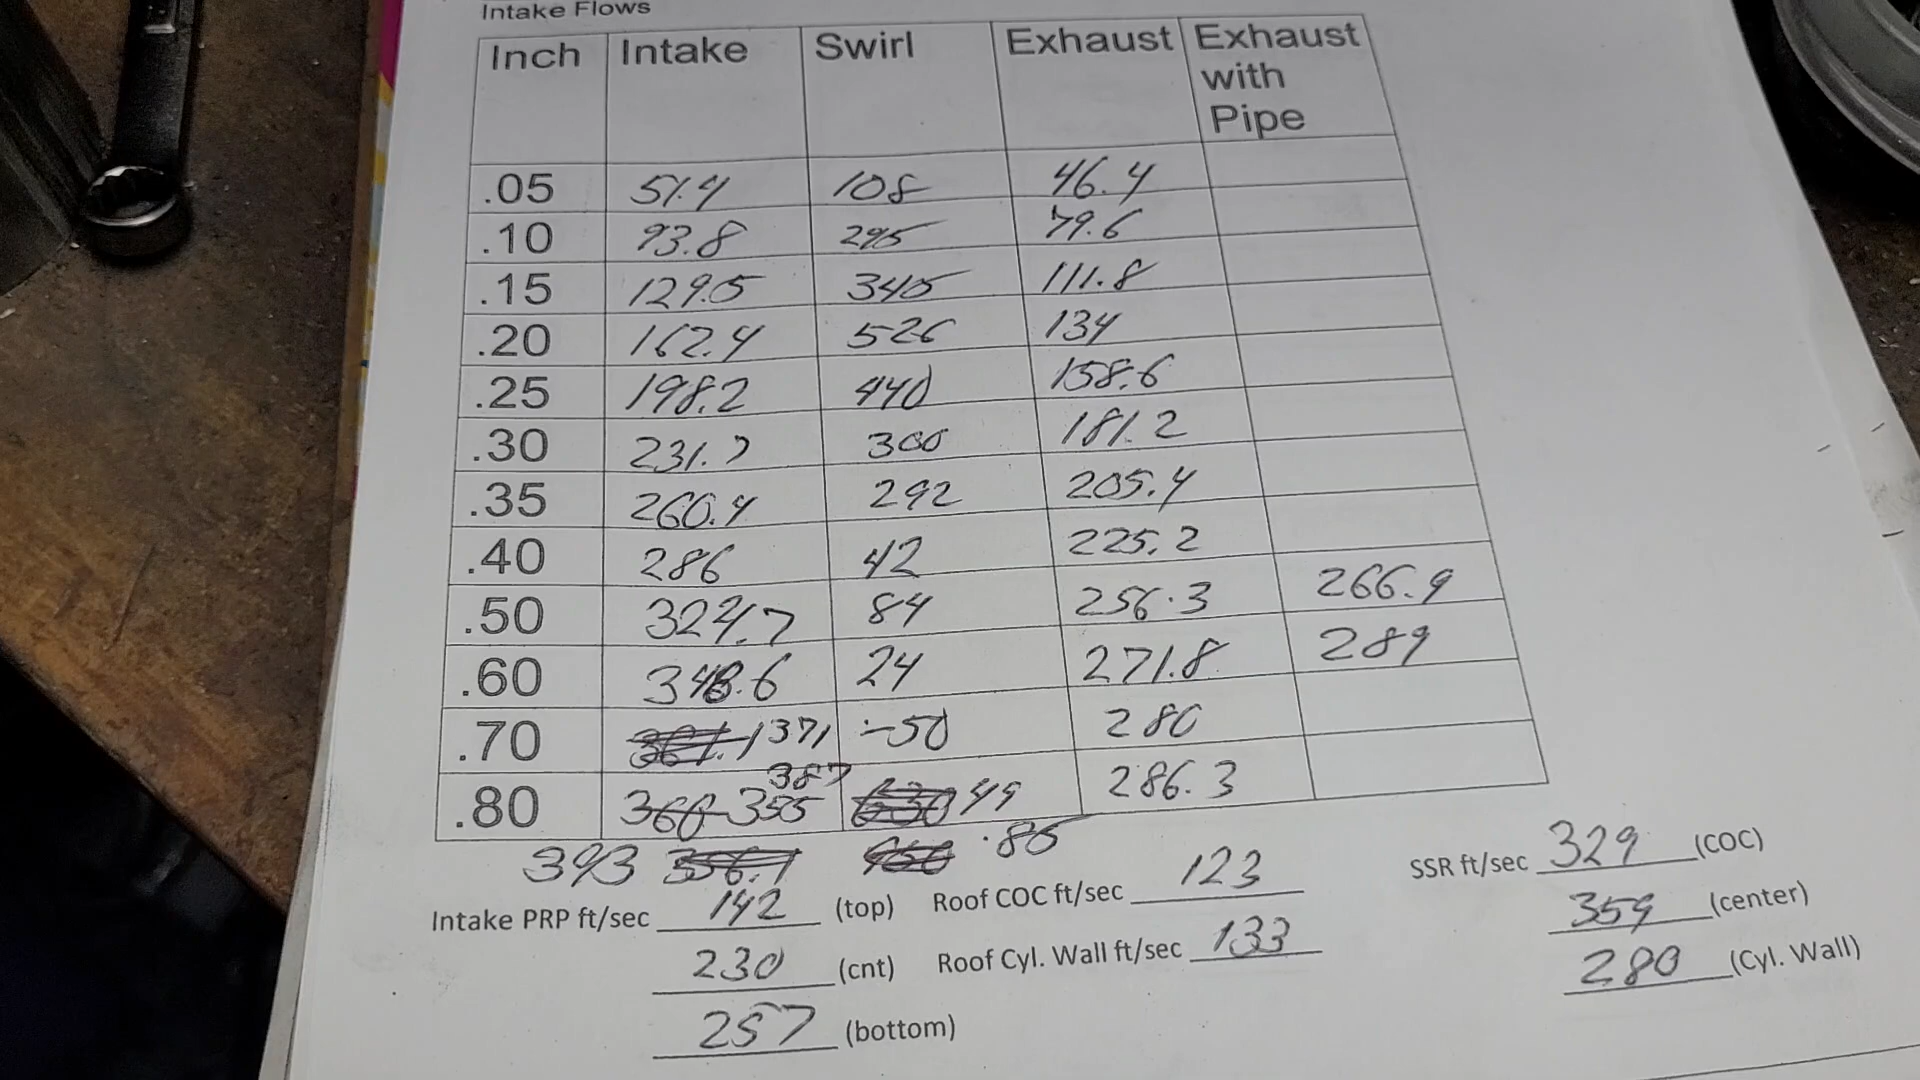 Intake Flows
Inch Intake Swirl Exhaust Exhaust with Pipe
.05 51.4 108 46.4
.10 93.8 295 79.6
.15 129.5 345 111.8
.20 162.4 526 134
.25 198.2 440 158.6
.30 231.7 300 181.2
.35 260.4 292 205.4
.40 286 42 225.2
.50 324.7 84 256.3 266.9
.60 348.6 24 271.8 289
.70 371 -50 280
.80 360 355 387 49 286.3
393 356.1 .85
Intake PRP ft/sec 142 (top) Roof COC ft/sec 123 SSR ft/sec 329 (COC)
230 (cnt) Roof Cyl. Wall ft/sec 133 359 (center)
257 (bottom) 280 (Cyl. Wall)